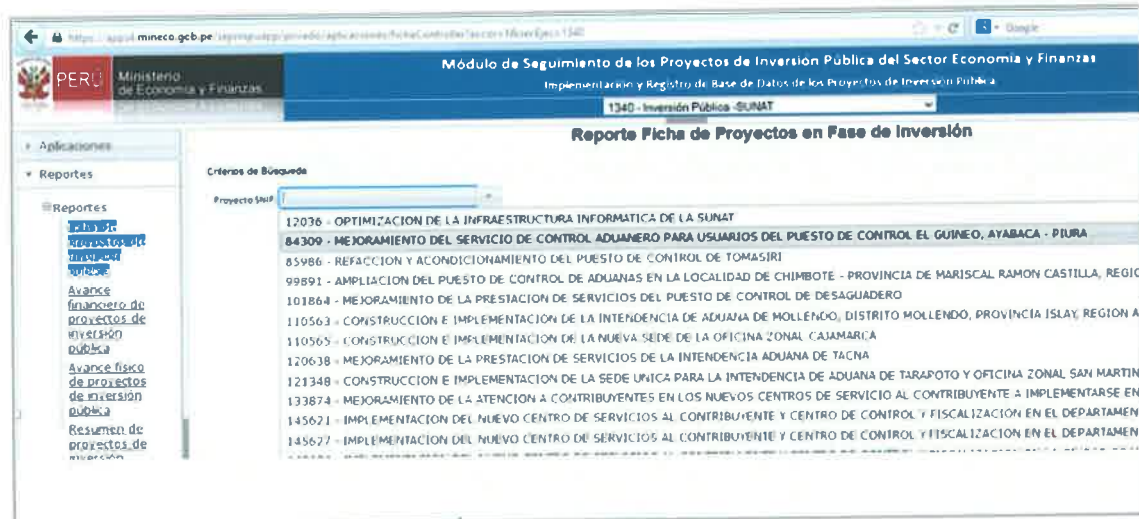 mineco.gob.pe
Google
PERÚ
Ministerio
de Economía y Finanzas
Módulo de Seguimiento de los Proyectos de Inversión Pública del Sector Economía y Finanzas
Implementación y Registro de Base de Datos de los Proyectos de Inversión Pública
1340 - Inversión Pública -SUNAT
Aplicaciones
Reportes
Reportes
Avance
financiero de
proyectos de
inversión
pública
Avance físico
de proyectos
de inversión
pública
Resumen de
proyectos de
inversión
Reporte Ficha de Proyectos en Fase de Inversión
Criterios de Búsqueda
Proyecto SNIP
12036 - OPTIMIZACION DE LA INFRAESTRUCTURA INFORMATICA DE LA SUNAT
84309 - MEJORAMIENTO DEL SERVICIO DE CONTROL ADUANERO PARA USUARIOS DEL PUESTO DE CONTROL EL GUINEO, AYABACA - PIURA
85986 - REFACCION Y ACONDICIONAMIENTO DEL PUESTO DE CONTROL DE TOMASIRI
99891 - AMPLIACION DEL PUESTO DE CONTROL DE ADUANAS EN LA LOCALIDAD DE CHIMBOTE - PROVINCIA DE MARISCAL RAMON CASTILLA, REGIO
101864 - MEJORAMIENTO DE LA PRESTACION DE SERVICIOS DEL PUESTO DE CONTROL DE DESAGUADERO
110563 - CONSTRUCCION E IMPLEMENTACION DE LA INTENDENCIA DE ADUANA DE MOLLENDO, DISTRITO MOLLENDO, PROVINCIA ISLAY, REGION A
110565 - CONSTRUCCION E IMPLEMENTACION DE LA NUEVA SEDE DE LA OFICINA ZONAL CAJAMARCA
120638 - MEJORAMIENTO DE LA PRESTACION DE SERVICIOS DE LA INTENDENCIA ADUANA DE TACNA
121348 - CONSTRUCCION E IMPLEMENTACION DE LA SEDE UNICA PARA LA INTENDENCIA DE ADUANA DE TARAPOTO Y OFICINA ZONAL SAN MARTIN
133874 - MEJORAMIENTO DE LA ATENCION A CONTRIBUYENTES EN LOS NUEVOS CENTROS DE SERVICIO AL CONTRIBUYENTE A IMPLEMENTARSE EN
145621 - IMPLEMENTACION DEL NUEVO CENTRO DE SERVICIOS AL CONTRIBUYENTE Y CENTRO DE CONTROL Y FISCALIZACION EN EL DEPARTAMEN
145627 - IMPLEMENTACION DEL NUEVO CENTRO DE SERVICIOS AL CONTRIBUYENTE Y CENTRO DE CONTROL Y FISCALIZACION EN EL DEPARTAMEN